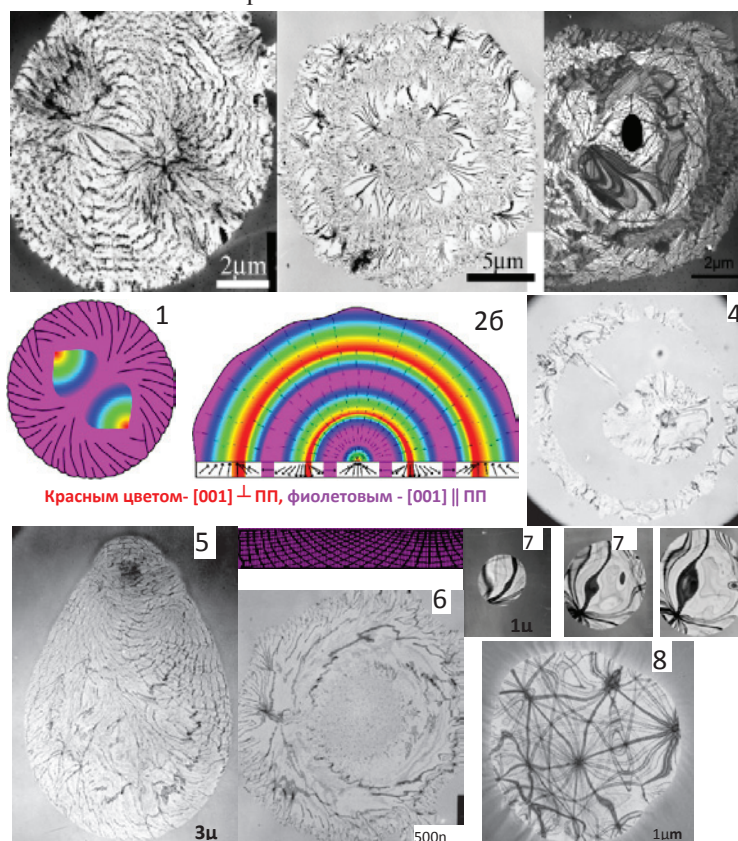 2μm
5μm
2μm
1
2б
4
Красным цветом- [001] ⊥ ПП, фиолетовым - [001] || ПП
5
7
7
6
1μ
8
3μ
500n
1μm